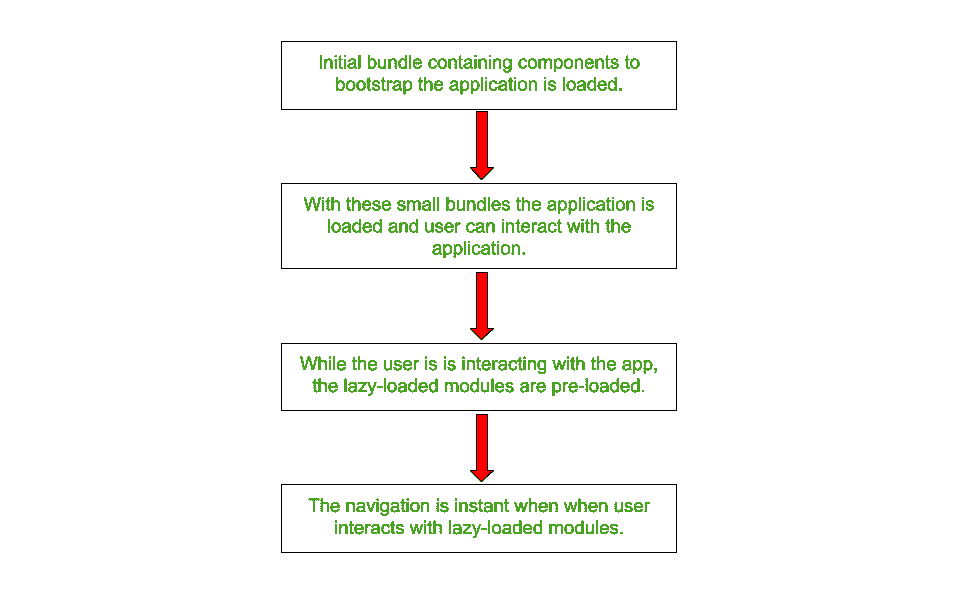 Initial bundle containing components to
bootstrap the application is loaded.
With these small bundles the application is
loaded and user can interact with the
application.
While the user is is interacting with the app,
the lazy-loaded modules are pre-loaded.
The navigation is instant when when user
interacts with lazy-loaded modules.